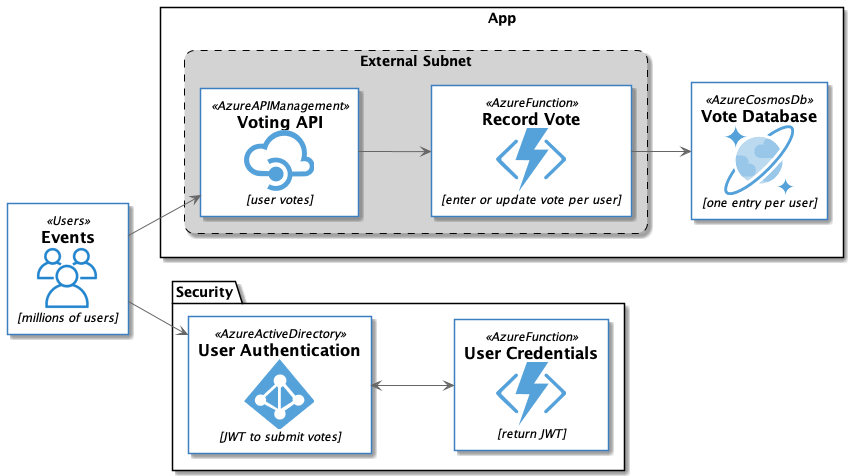 App
External Subnet
«AzureAPIManagement»
Voting API
[user votes]
«AzureFunction»
Record Vote
[enter or update vote per user]
«AzureCosmosDb»
Vote Database
[one entry per user]
«Users»
Events
[millions of users]
Security
«AzureActiveDirectory»
User Authentication
[JWT to submit votes]
«AzureFunction»
User Credentials
[return JWT]